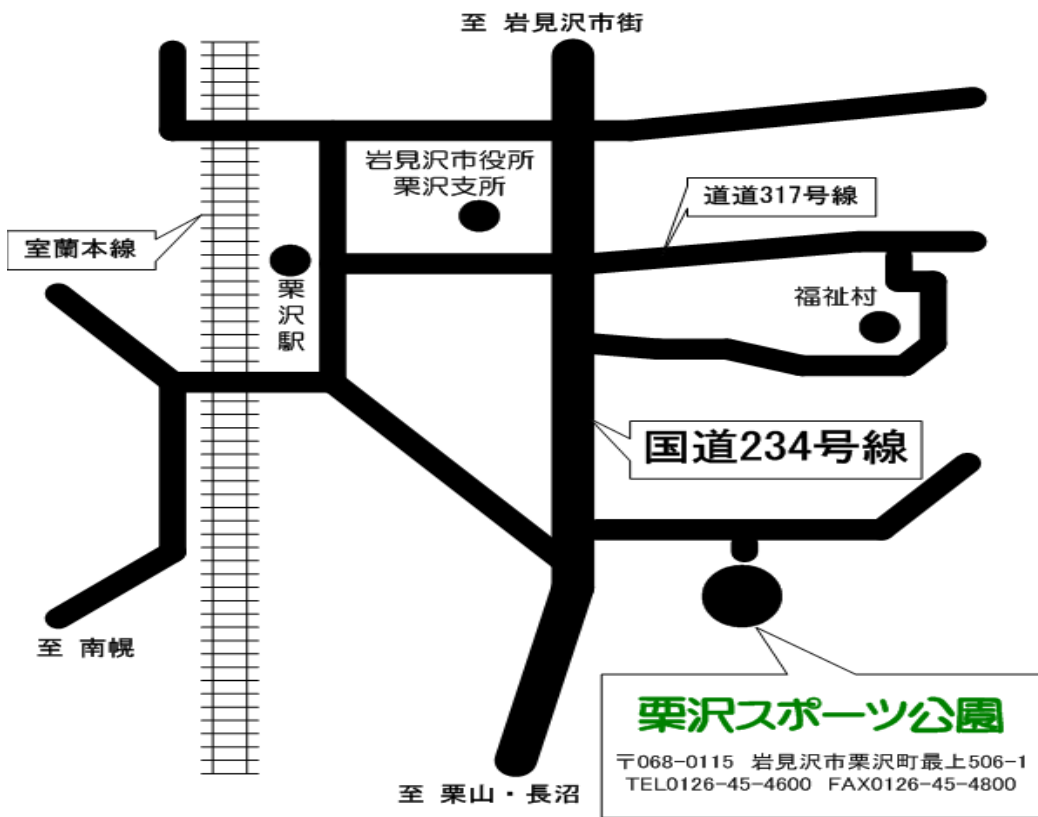 至 岩見沢市街
岩見沢市役所
栗沢支所
道道317号線
室蘭本線
栗沢駅
福祉村
国道234号線
至 南幌
栗沢スポーツ公園
〒068-0115 岩見沢市栗沢町最上506-1
TEL0126-45-4600 FAX0126-45-4800
至 栗山・長沼